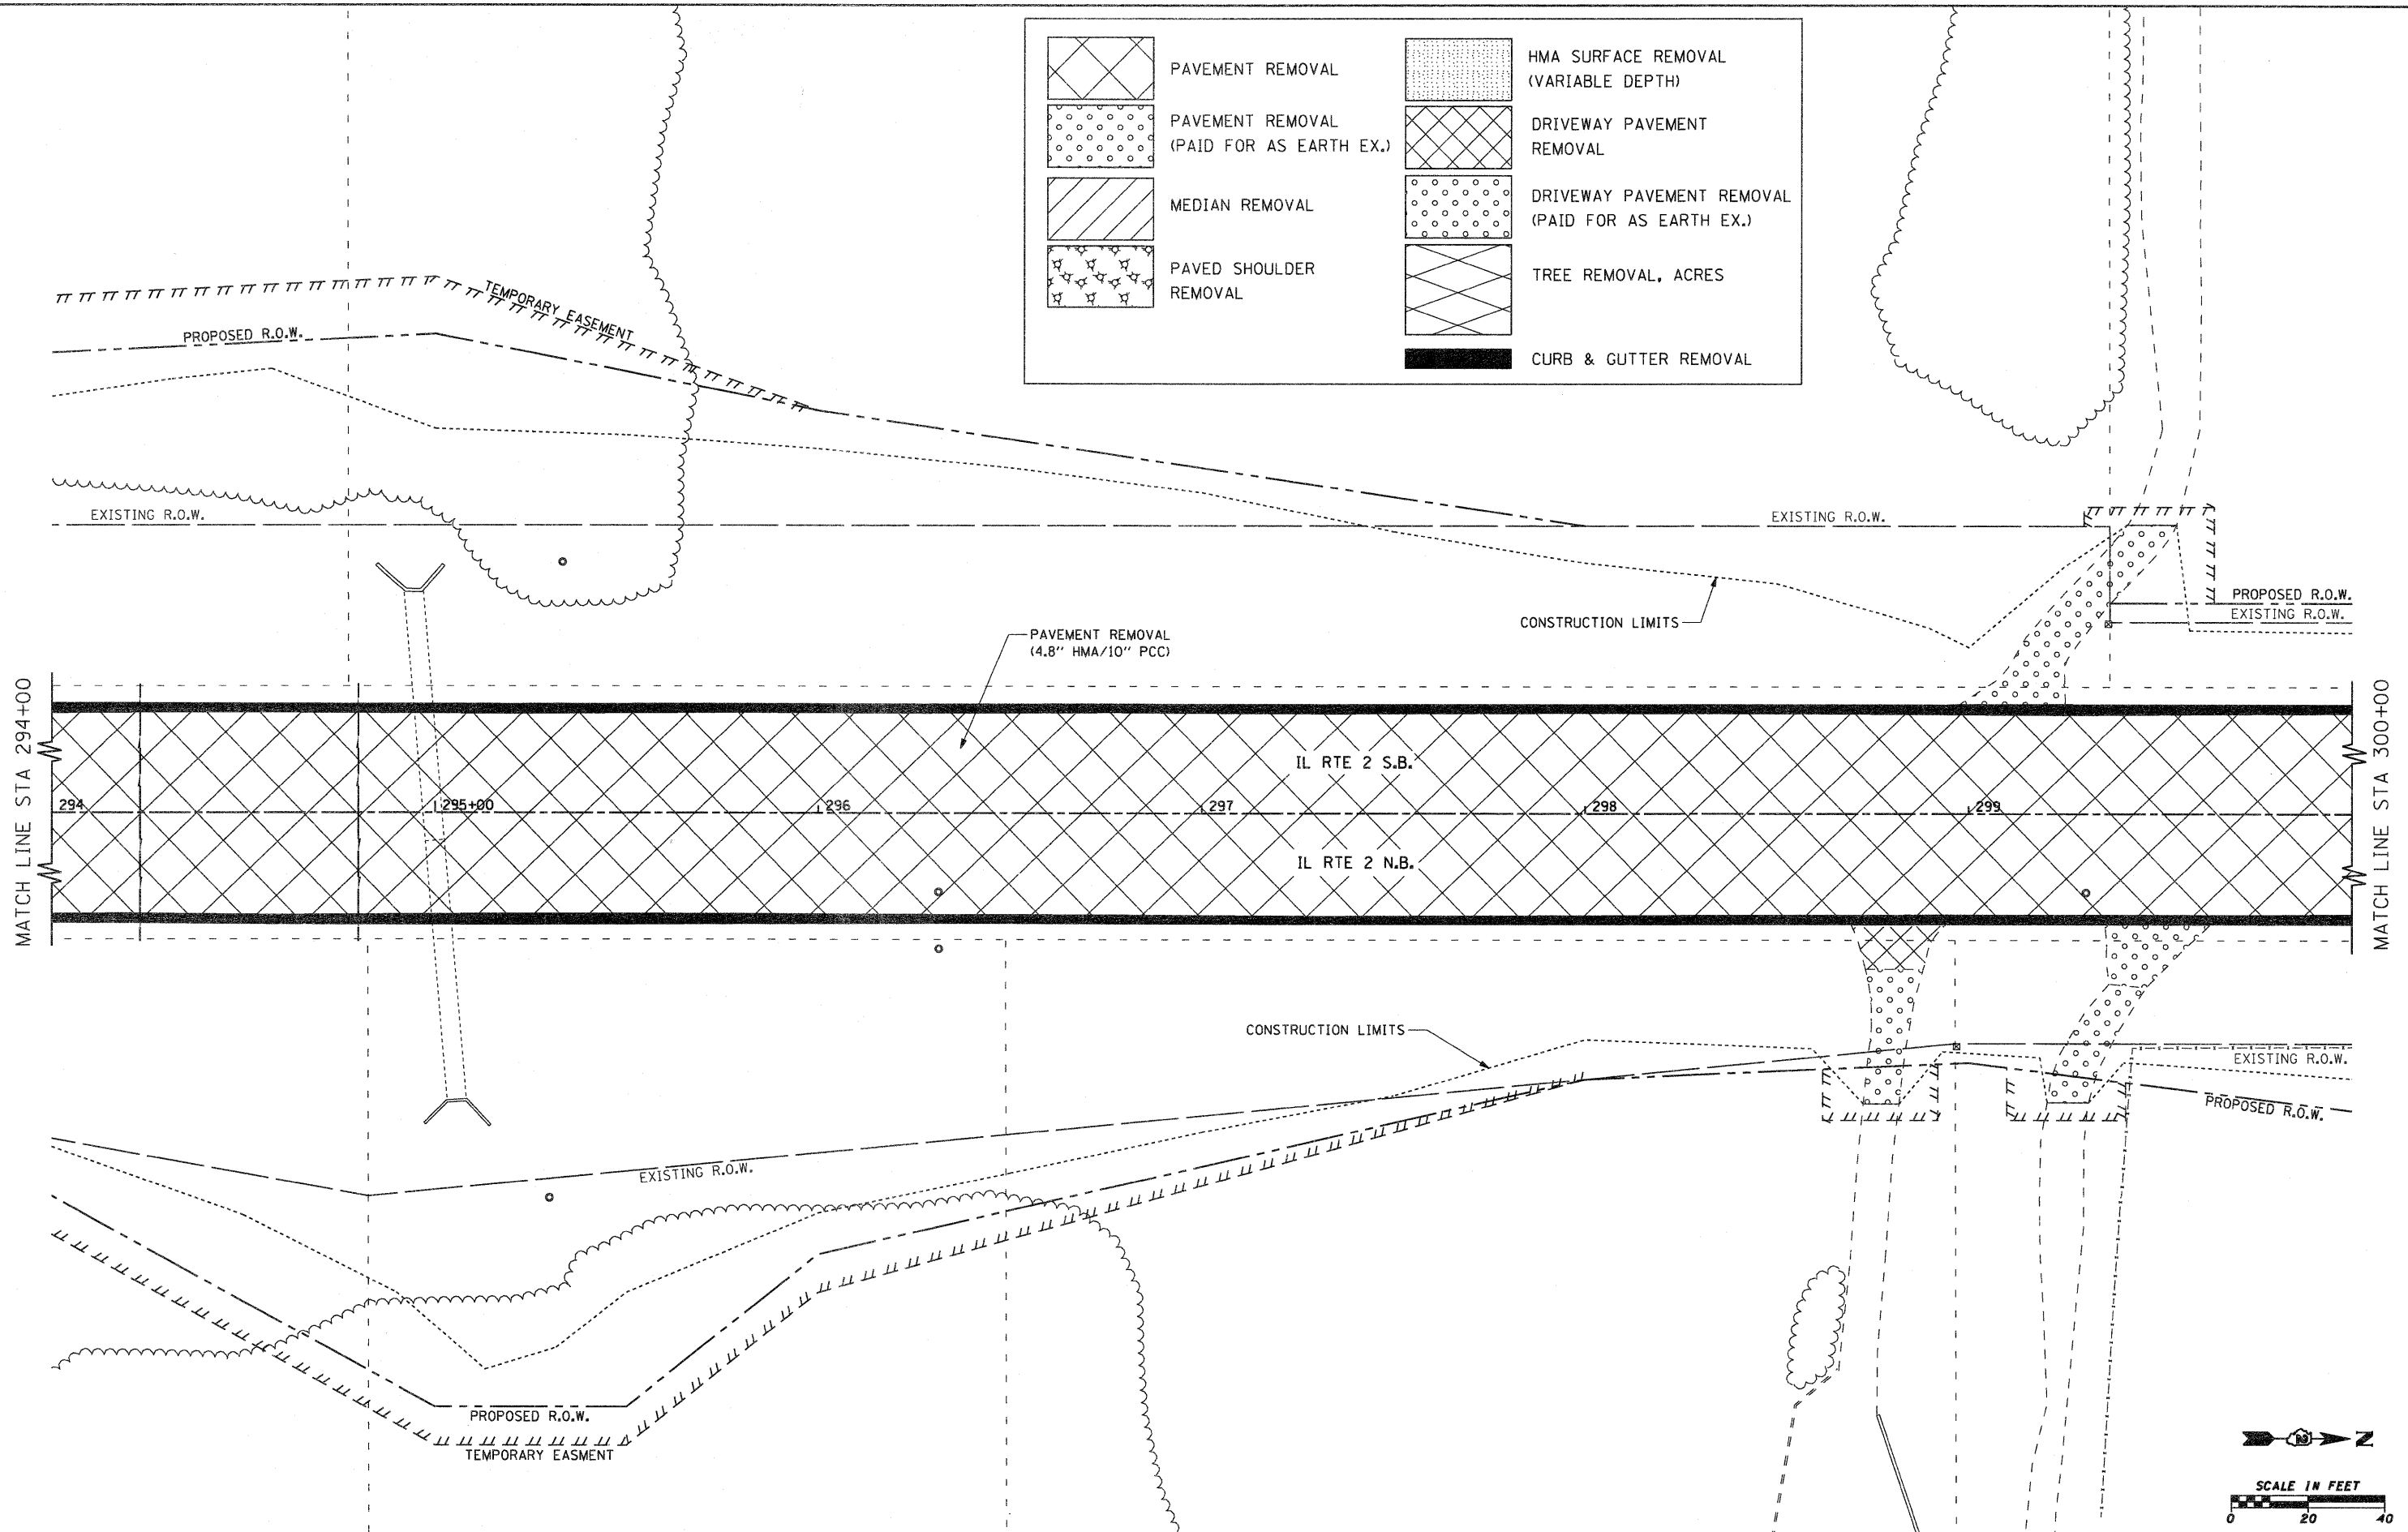 PAVEMENT REMOVAL
PAVEMENT REMOVAL
(PAID FOR AS EARTH EX.)
MEDIAN REMOVAL
PAVED SHOULDER
REMOVAL
HMA SURFACE REMOVAL
(VARIABLE DEPTH)
DRIVEWAY PAVEMENT
REMOVAL
DRIVEWAY PAVEMENT REMOVAL
(PAID FOR AS EARTH EX.)
TREE REMOVAL, ACRES
CURB & GUTTER REMOVAL
TEMPORARY EASEMENT
PROPOSED R.O.W.
EXISTING R.O.W.
EXISTING R.O.W.
CONSTRUCTION LIMITS
PROPOSED R.O.W.
EXISTING R.O.W.
PAVEMENT REMOVAL
(4.8" HMA/10" PCC)
MATCH LINE STA 294+00
MATCH LINE STA 300+00
IL RTE 2 S.B.
294
295+00
296
297
298
299
IL RTE 2 N.B.
CONSTRUCTION LIMITS
EXISTING R.O.W.
PROPOSED R.O.W.
EXISTING R.O.W.
P
P
PROPOSED R.O.W.
TEMPORARY EASMENT
N
SCALE IN FEET
0 20 40